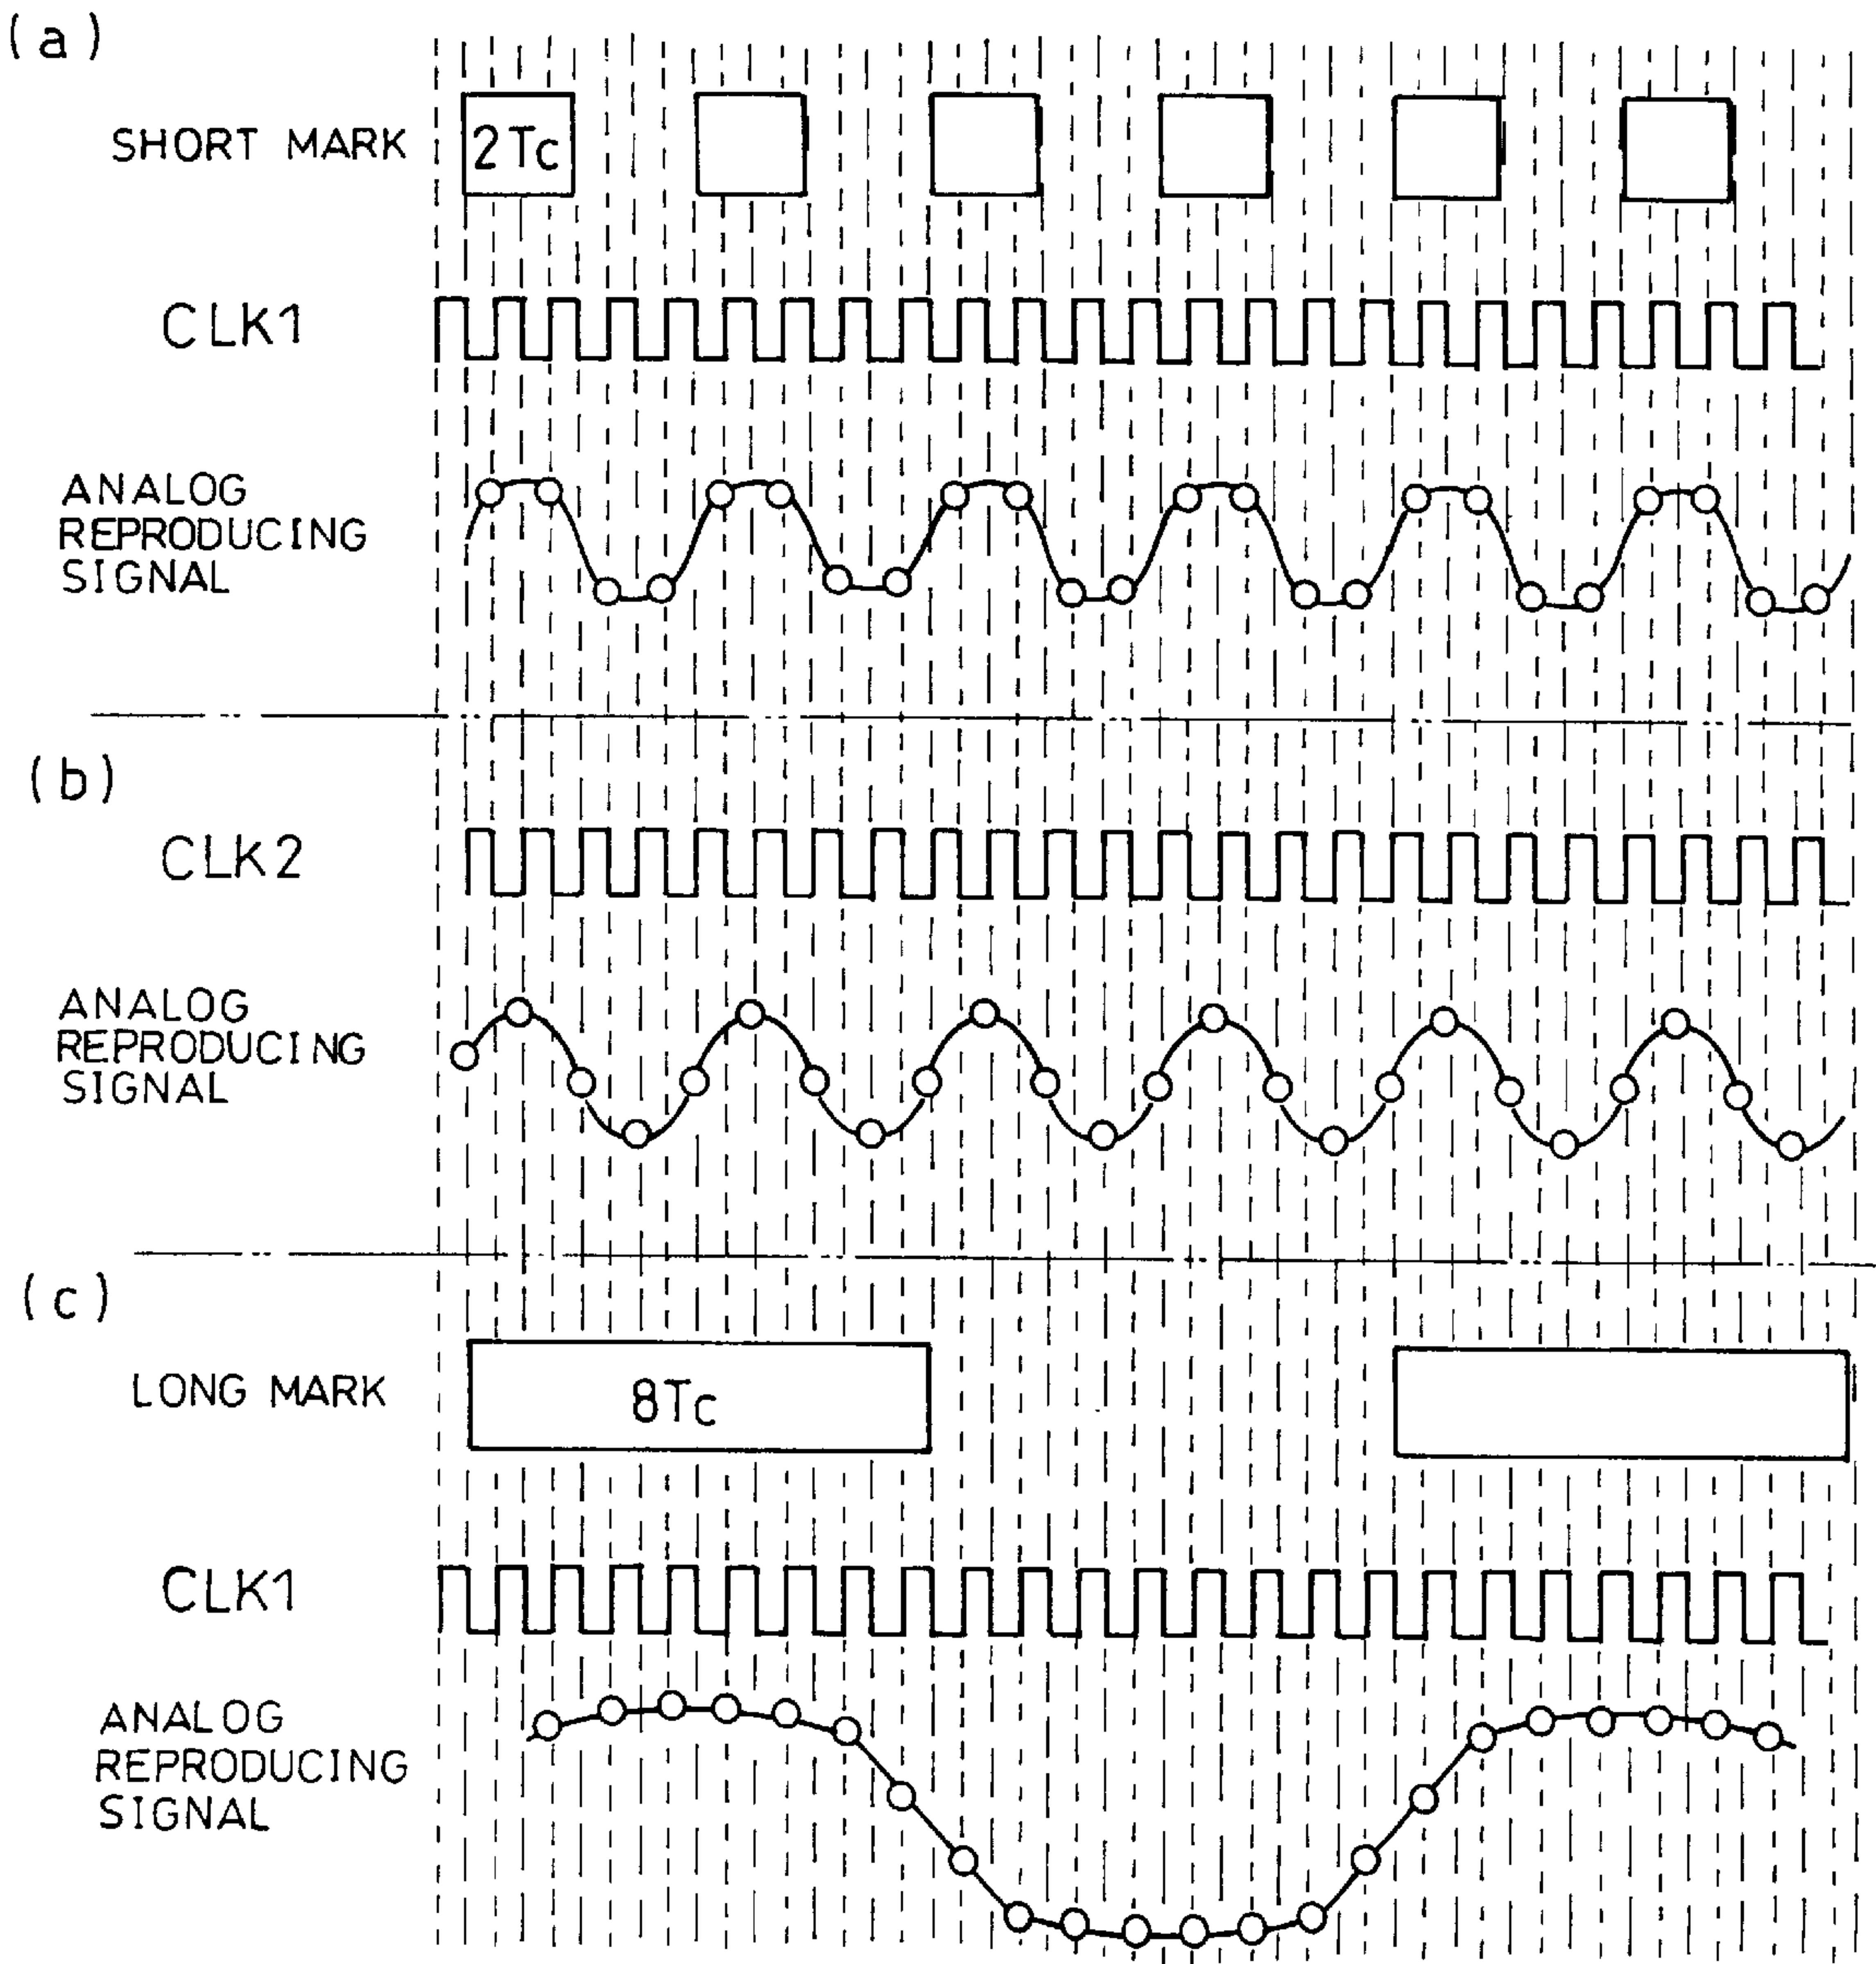 (a)
SHORT MARK
2Tc
CLK1
ANALOG
REPRODUCING
SIGNAL
(b)
CLK2
ANALOG
REPRODUCING
SIGNAL
(c)
LONG MARK
8Tc
CLK1
ANALOG
REPRODUCING
SIGNAL